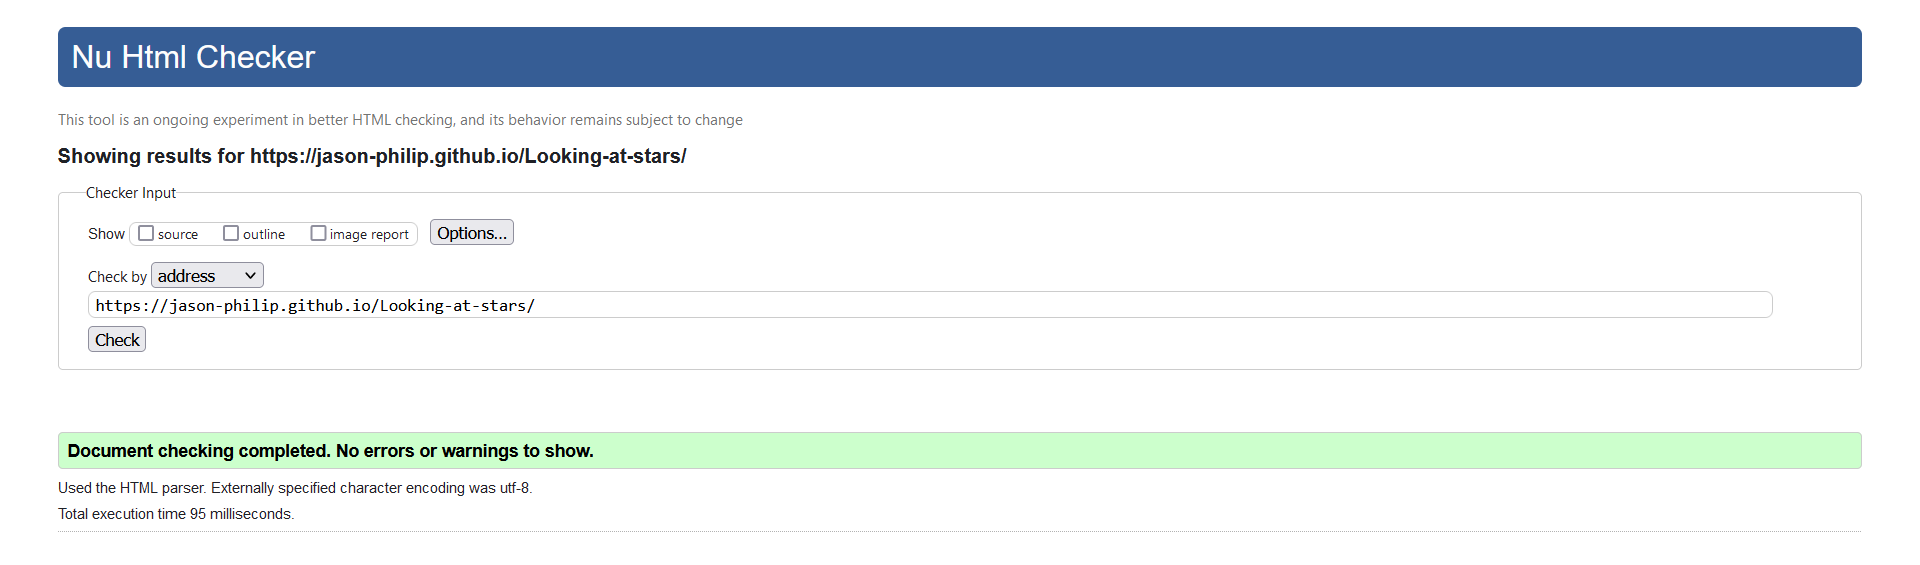 Nu Html Checker
This tool is an ongoing experiment in better HTML checking, and its behavior remains subject to change
Showing results for https://jason-philip.github.io/Looking-at-stars/
Checker Input
Show source outline image report Options...
Check by address
https://jason-philip.github.io/Looking-at-stars/
Check
Document checking completed. No errors or warnings to show.
Used the HTML parser. Externally specified character encoding was utf-8.
Total execution time 95 milliseconds.